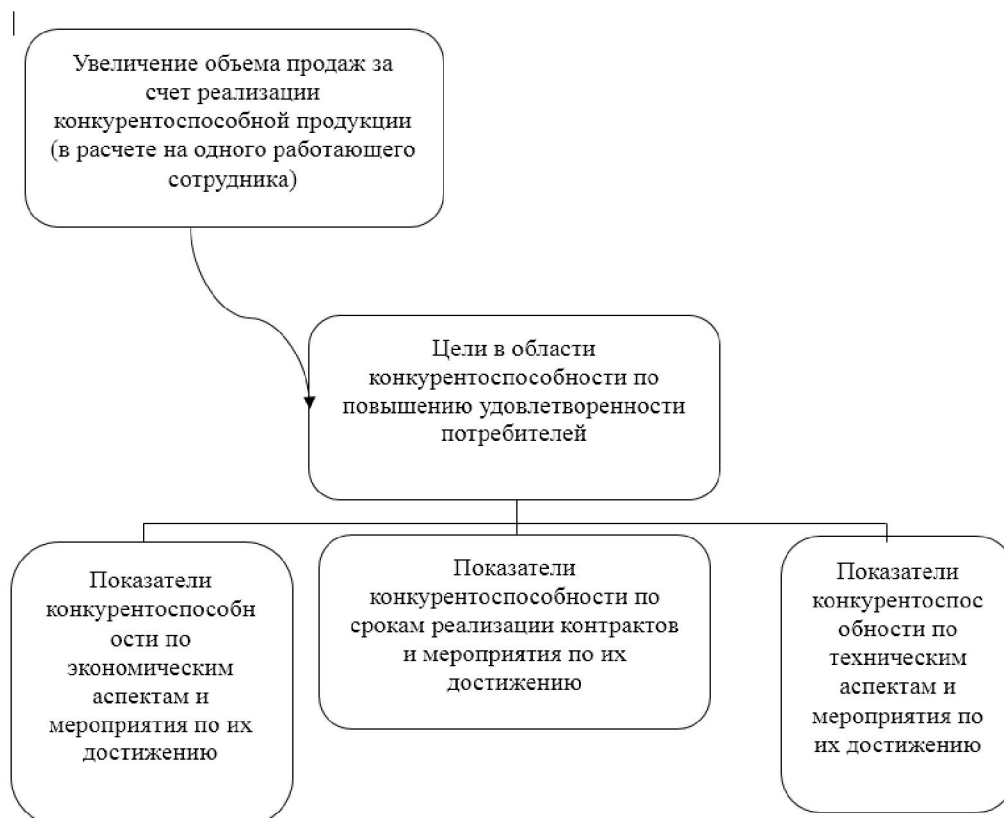 Увеличение объема продаж за
счет реализации
конкурентоспособной продукции
(в расчете на одного работающего
сотрудника)
Цели в области
конкурентоспособности по
повышению удовлетворенности
потребителей
Показатели
конкурентоспособн
ости по
экономическим
аспектам и
мероприятия по их
достижению
Показатели
конкурентоспособности по
срокам реализации контрактов
и мероприятия по их
достижению
Показатели
конкурентоспос
обности по
техническим
аспектам и
мероприятия по
их достижению